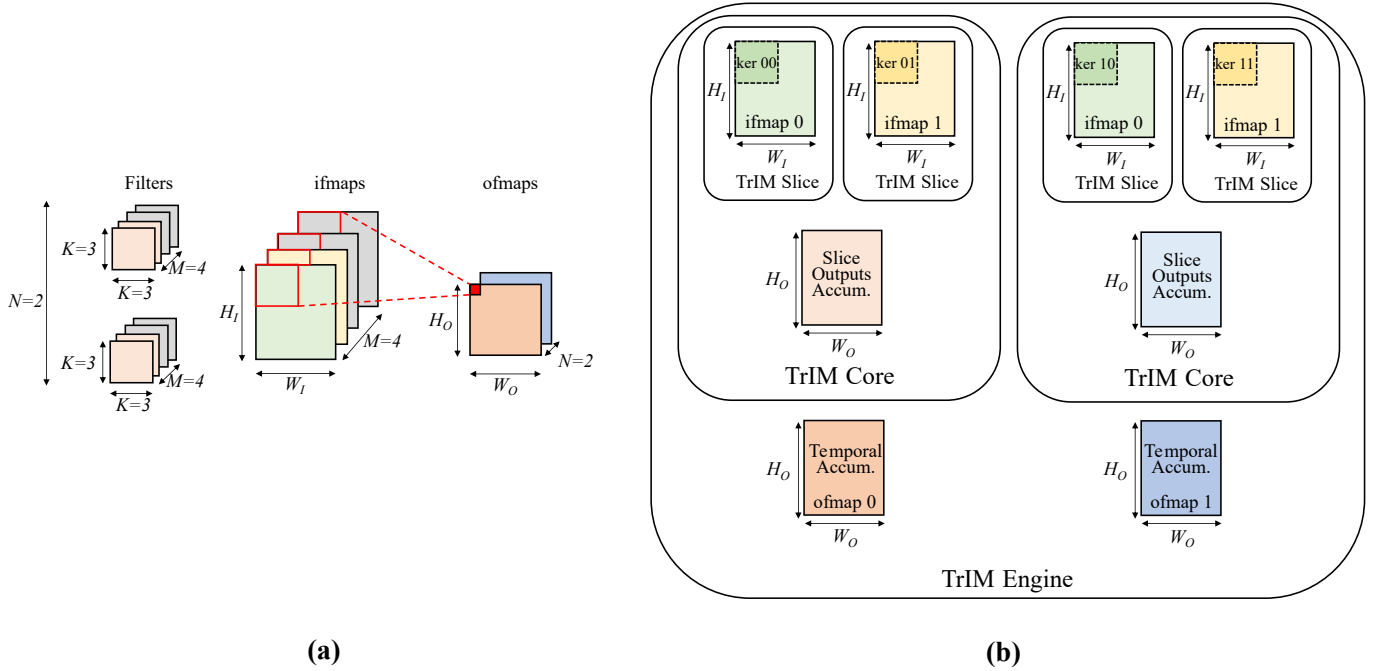 Filters
ifmaps
ofmaps
N=2
K=3
M=4
K=3
K=3
M=4
K=3
H_I
M=4
W_I
H_O
N=2
W_O
(a)
ker 00
H_I
ifmap 0
W_I
TrIM Slice
ker 01
H_I
ifmap 1
W_I
TrIM Slice
H_O
Slice
Outputs
Accum.
W_O
TrIM Core
ker 10
H_I
ifmap 0
W_I
TrIM Slice
ker 11
H_I
ifmap 1
W_I
TrIM Slice
H_O
Slice
Outputs
Accum.
W_O
TrIM Core
H_O
Temporal
Accum.
ofmap 0
W_O
H_O
Temporal
Accum.
ofmap 1
W_O
TrIM Engine
(b)